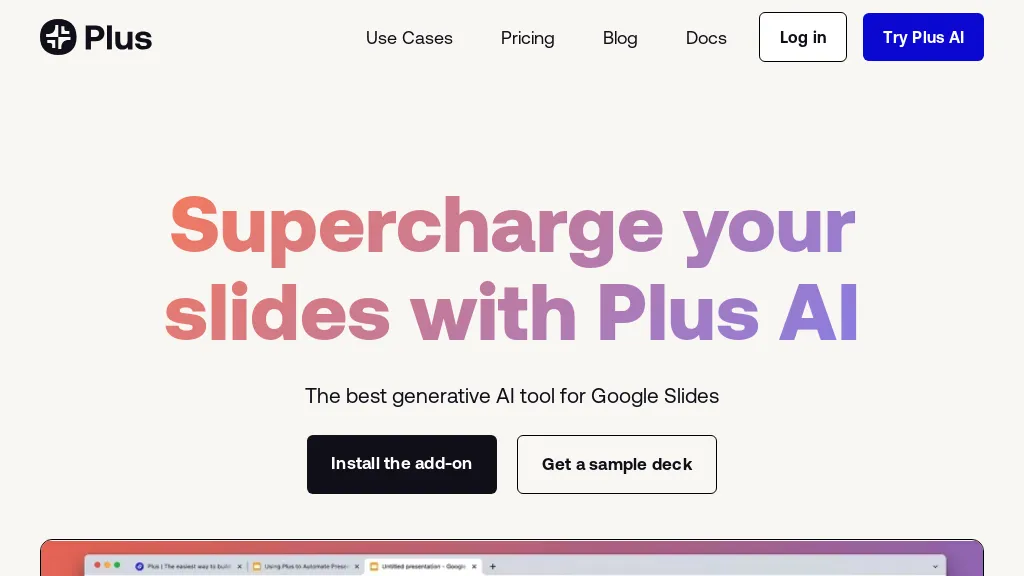 Plus
Use Cases
Pricing
Blog
Docs
Log in
Try Plus AI
Supercharge your
slides with Plus AI
The best generative AI tool for Google Slides
Install the add-on
Get a sample deck
Plus | The easiest way to build
Using Plus to Automate Prese
Untitled presentation - Google